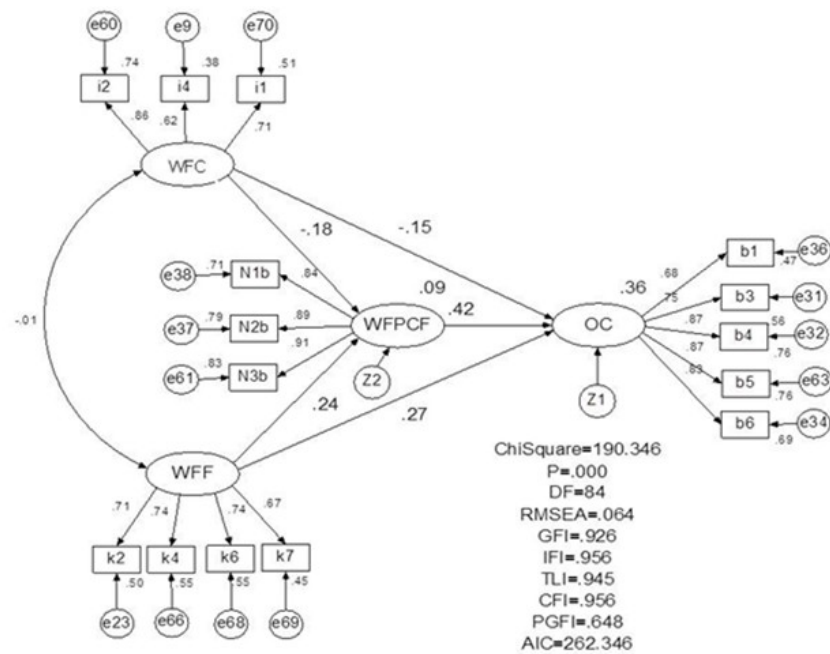 e60 e9 e70
.74 .38 .51
i2 i4 i1
.86 .62 .71
WFC
-.18 -.15
-.01
e38 .71 N1b .84
e37 .79 N2b .89
e61 .83 N3b .91
WFPCF .09
.42
Z2
OC .36
Z1
.68 b1 .47 e36
.75 b3 .56 e31
.87 b4 .76 e32
.87 b5 .76 e63
.83 b6 .69 e34
.24 .27
WFF
.71 .74 .74 .67
k2 k4 k6 k7
.50 .55 .55 .45
e23 e66 e68 e69
ChiSquare=190.346
P=.000
DF=84
RMSEA=.064
GFI=.926
IFI=.956
TLI=.945
CFI=.956
PGFI=.648
AIC=262.346